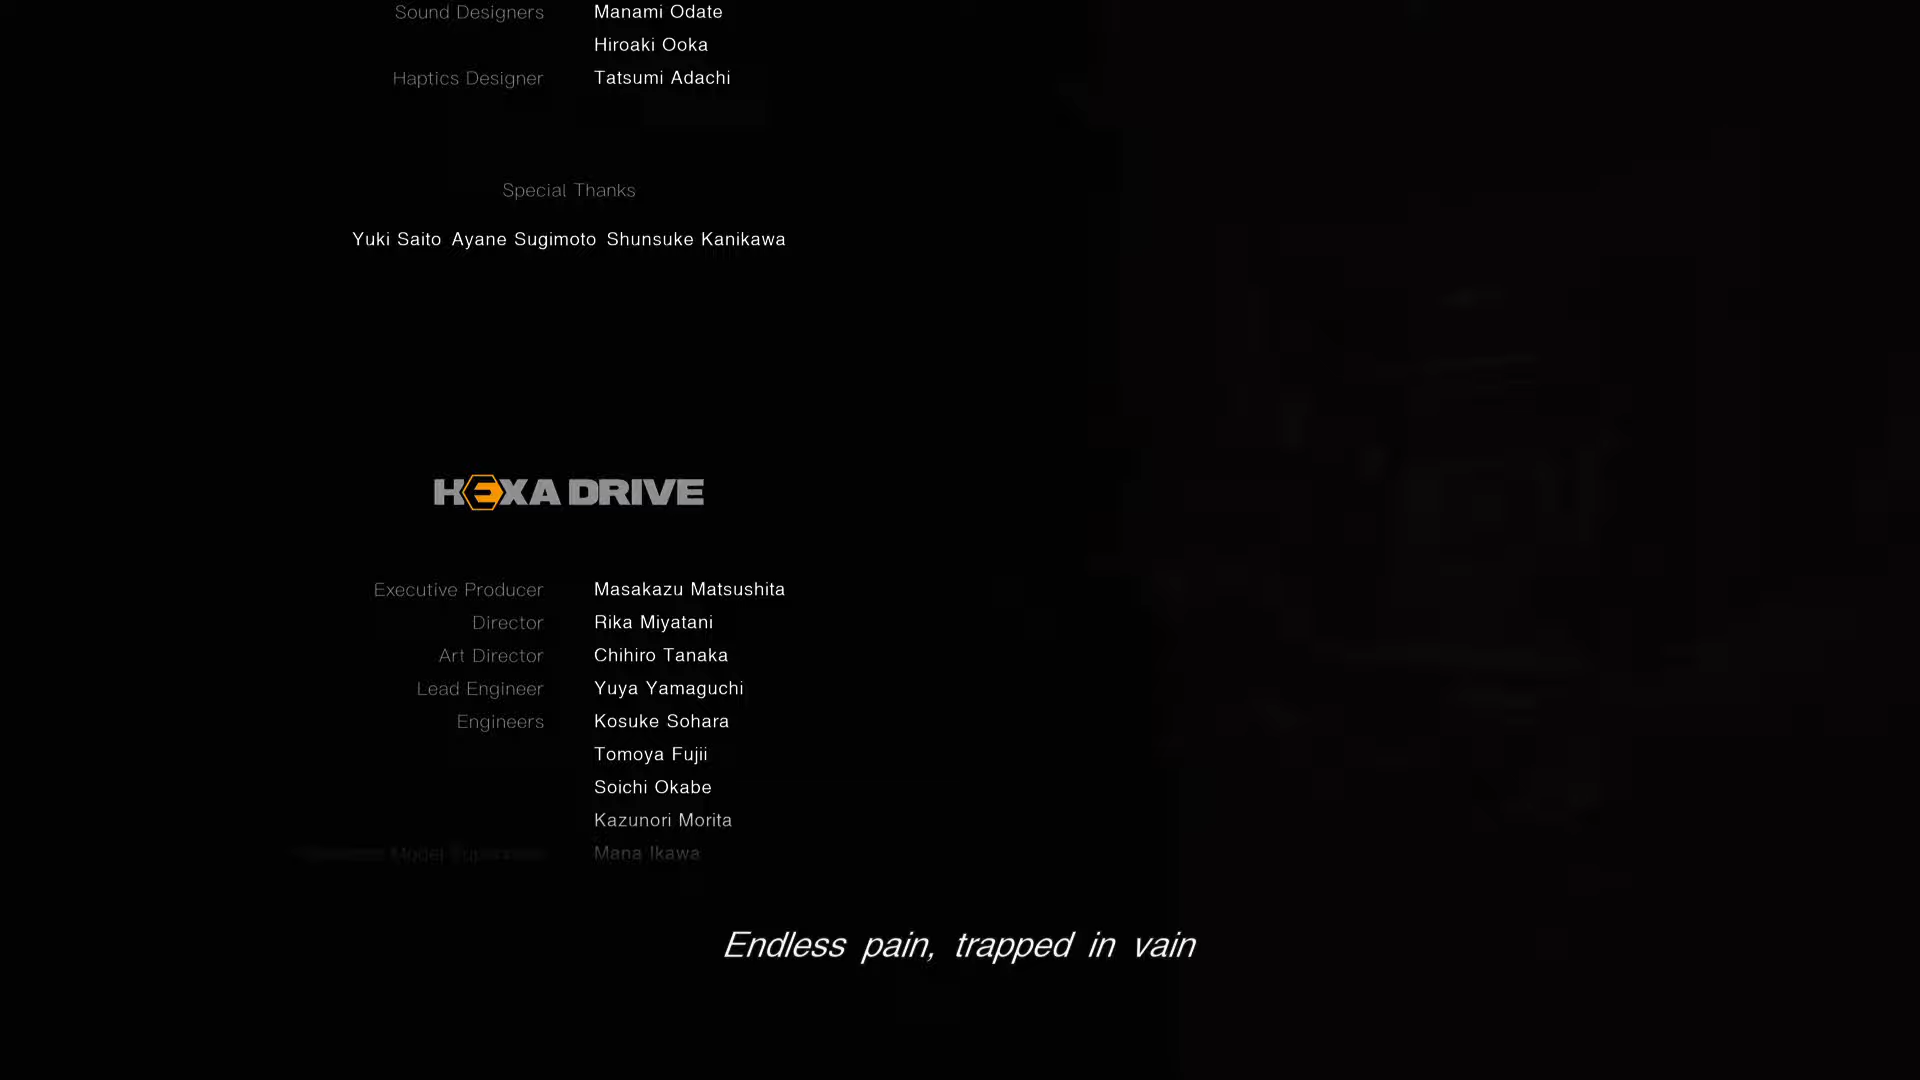 Sound Designers Manami Odate
Hiroaki Ooka
Haptics Designer Tatsumi Adachi
Special Thanks
Yuki Saito Ayane Sugimoto Shunsuke Kanikawa
HEXA DRIVE
Executive Producer Masakazu Matsushita
Director Rika Miyatani
Art Director Chihiro Tanaka
Lead Engineer Yuya Yamaguchi
Engineers Kosuke Sohara
Tomoya Fujii
Soichi Okabe
Kazunori Morita
Model Mana Ikawa
Endless pain, trapped in vain